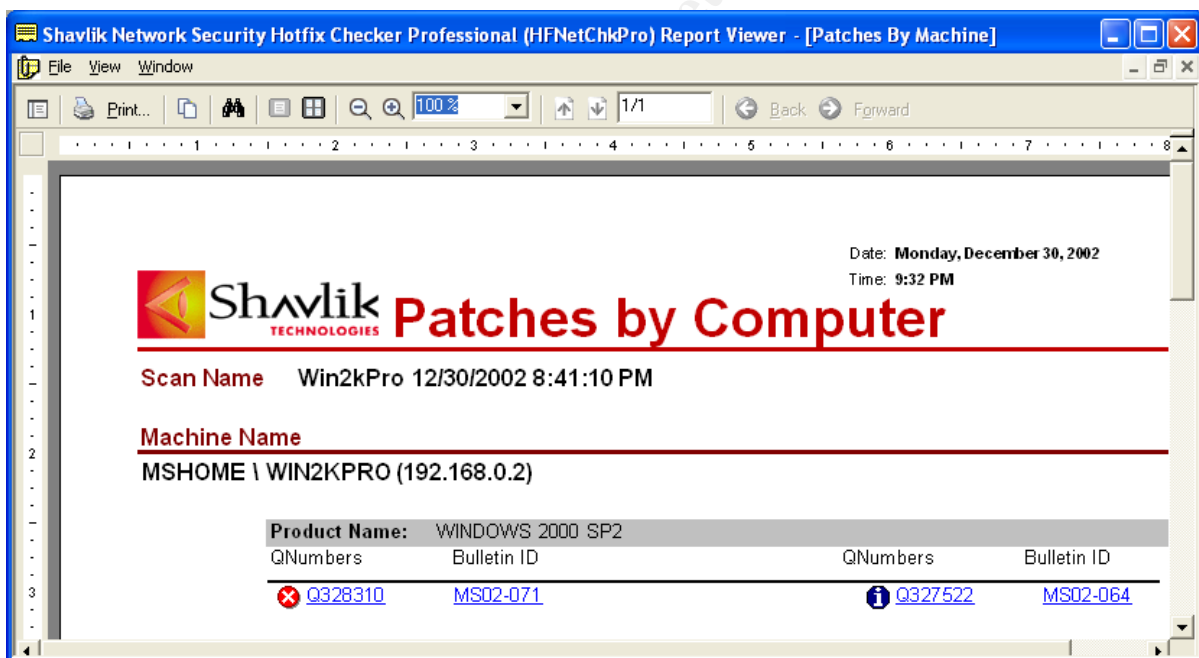 Shavlik Network Security Hotfix Checker Professional (HFNetChkPro) Report Viewer - [Patches By Machine]
File View Window
Print... 100 % 1/1 Back Forward
1 2 3 4 5 6 7 8
Date: Monday, December 30, 2002
Time: 9:32 PM
Shavlik TECHNOLOGIES Patches by Computer
Scan Name Win2kPro 12/30/2002 8:41:10 PM
Machine Name
MSHOME \ WIN2KPRO (192.168.0.2)
Product Name: WINDOWS 2000 SP2
QNumbers Bulletin ID QNumbers Bulletin ID
Q328310 MS02-071 Q327522 MS02-064
1
2
3